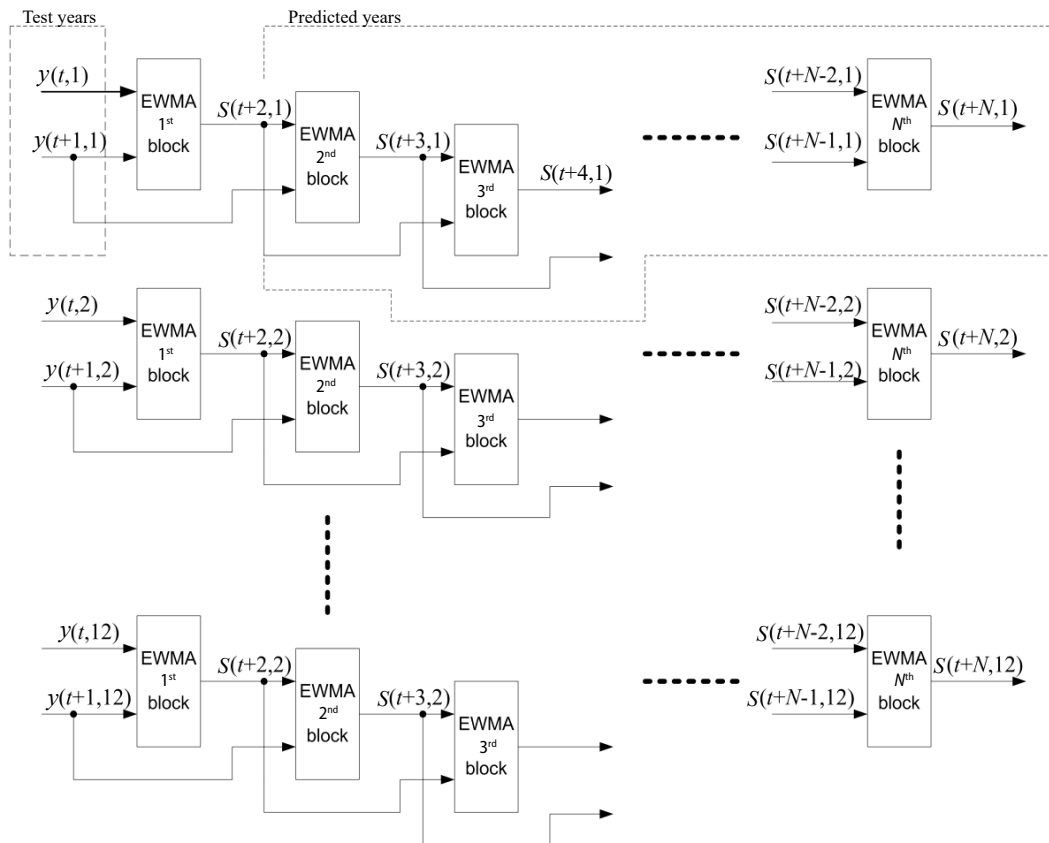 Test years
Predicted years
y(t,1)
y(t+1,1)
EWMA
1st
block
S(t+2,1)
EWMA
2nd
block
S(t+3,1)
EWMA
3rd
block
S(t+4,1)
S(t+N-2,1)
S(t+N-1,1)
EWMA
Nth
block
S(t+N,1)
y(t,2)
y(t+1,2)
EWMA
1st
block
S(t+2,2)
EWMA
2nd
block
S(t+3,2)
EWMA
3rd
block
S(t+N-2,2)
S(t+N-1,2)
EWMA
Nth
block
S(t+N,2)
y(t,12)
y(t+1,12)
EWMA
1st
block
S(t+2,2)
EWMA
2nd
block
S(t+3,2)
EWMA
3rd
block
S(t+N-2,12)
S(t+N-1,12)
EWMA
Nth
block
S(t+N,12)